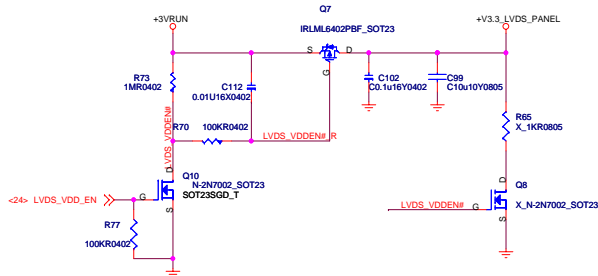 Q7
+3VRUN
IRLML6402PBF_SOT23
+V3.3_LVDS_PANEL
S
D
G
R73
1MR0402
C112
0.01U16X0402
C102
C0.1u16Y0402
C99
C10u10Y0805
LVDS_VDDEN#
R70
100KR0402
LVDS_VDDEN#_R
R65
X_1KR0805
D
Q10
N-2N7002_SOT23
SOT23SGD_T
G
S
<24> LVDS_VDD_EN
R77
100KR0402
D
Q8
X_N-2N7002_SOT23
LVDS_VDDEN#
G
S